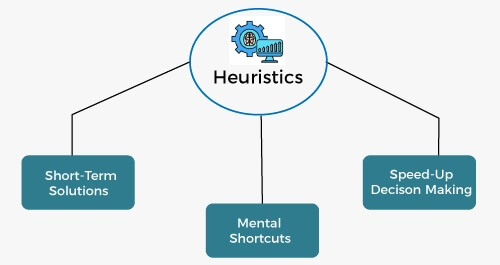 Heuristics
Short-Term
Solutions
Mental
Shortcuts
Speed-Up
Decison Making